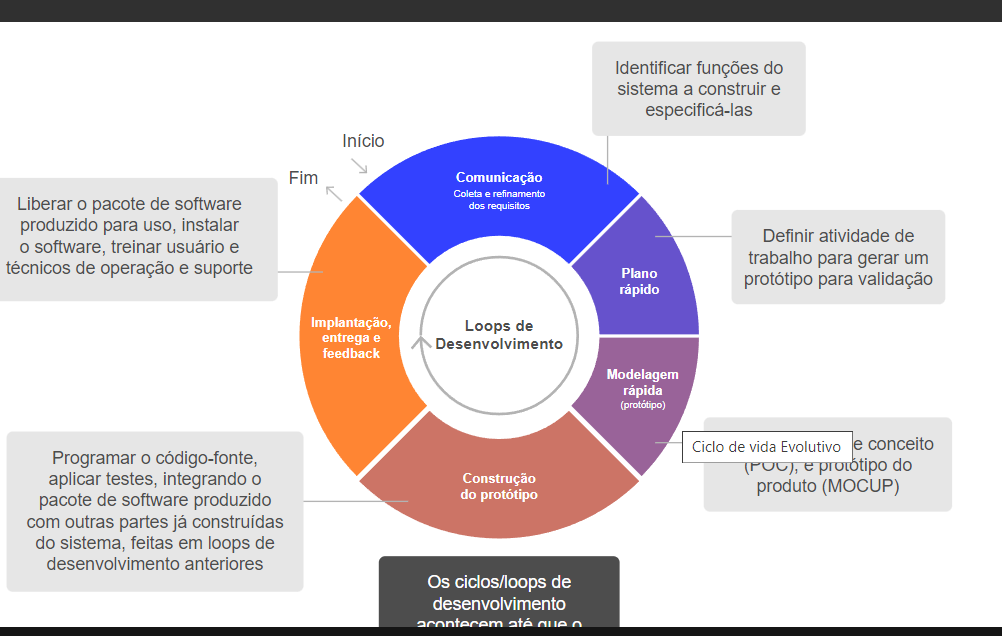 Identificar funções do
sistema a construir e
especificá-las
Início
Fim
Comunicação
Coleta e refinamento
dos requisitos
Liberar o pacote de software
produzido para uso, instalar
o software, treinar usuário e
técnicos de operação e suporte
Definir atividade de
trabalho para gerar um
protótipo para validação
Plano
rápido
Implantação,
entrega e
feedback
Loops de
Desenvolvimento
Modelagem
rápida
(protótipo)
Ciclo de vida Evolutivo
e conceito
(POC), e protótipo do
produto (MOCUP)
Programar o código-fonte,
aplicar testes, integrando o
pacote de software produzido
com outras partes já construídas
do sistema, feitas em loops de
desenvolvimento anteriores
Construção
do protótipo
Os ciclos/loops de
desenvolvimento
acontecem até que o